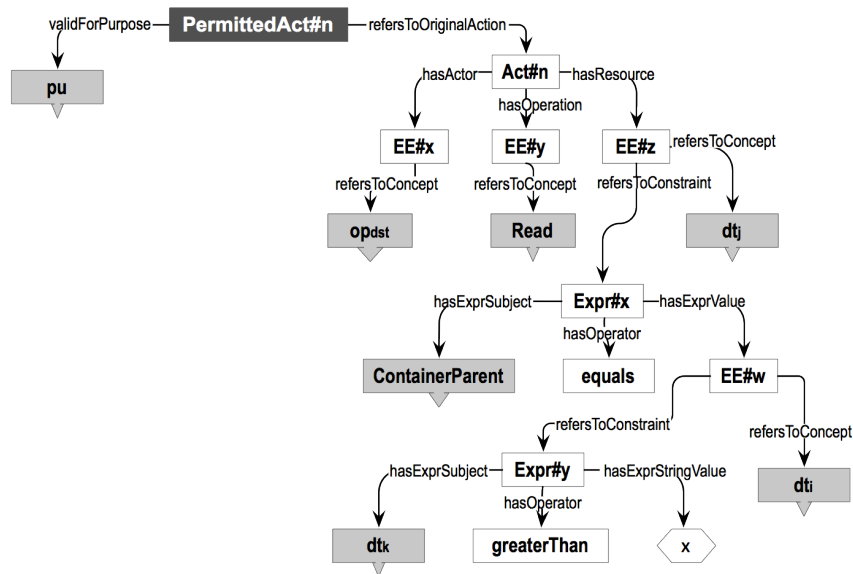 validForPurpose
PermittedAct#n
refersToOriginalAction
pu
hasActor
Act#n
hasResource
hasOperation
EE#x
EE#y
EE#z
refersToConcept
refersToConcept
refersToConcept
refersToConstraint
opdst
Read
dtj
hasExprSubject
Expr#x
hasExprValue
hasOperator
ContainerParent
equals
EE#w
refersToConstraint
refersToConcept
hasExprSubject
Expr#y
hasExprStringValue
dti
hasOperator
dtk
greaterThan
x